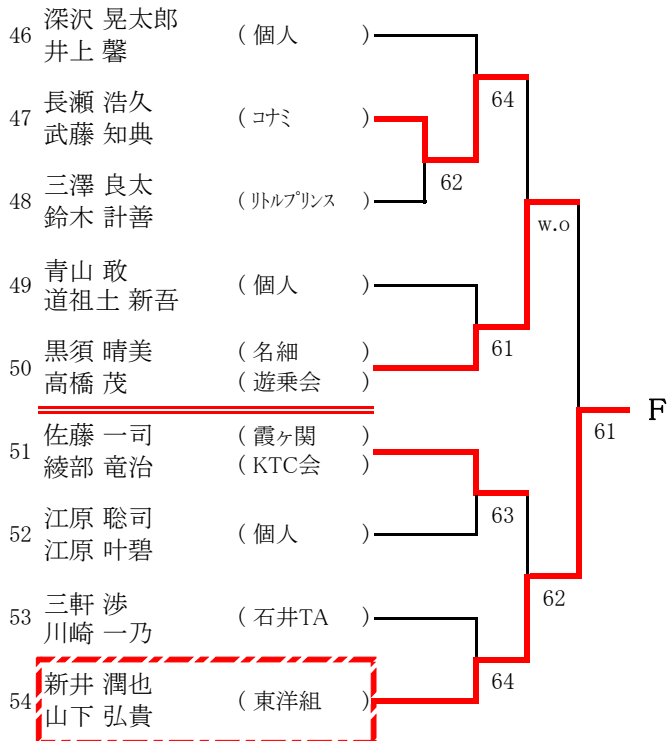 46 深沢 晃太郎 ( 個人 )
井上 馨
64
47 長瀬 浩久 ( コナミ )
武藤 知典
62
48 三澤 良太 ( リトルプリンス )
鈴木 計善
w.o
49 青山 敢 ( 個人 )
道祖土 新吾
61
50 黒須 晴美 ( 名細 )
高橋 茂 ( 遊乗会 )
61 F
51 佐藤 一司 ( 霞ヶ関 )
綾部 竜治 ( KTC会 )
63
52 江原 聡司 ( 個人 )
江原 叶碧
62
53 三軒 渉 ( 石井TA )
川崎 一乃
64
54 新井 潤也 ( 東洋組 )
山下 弘貴